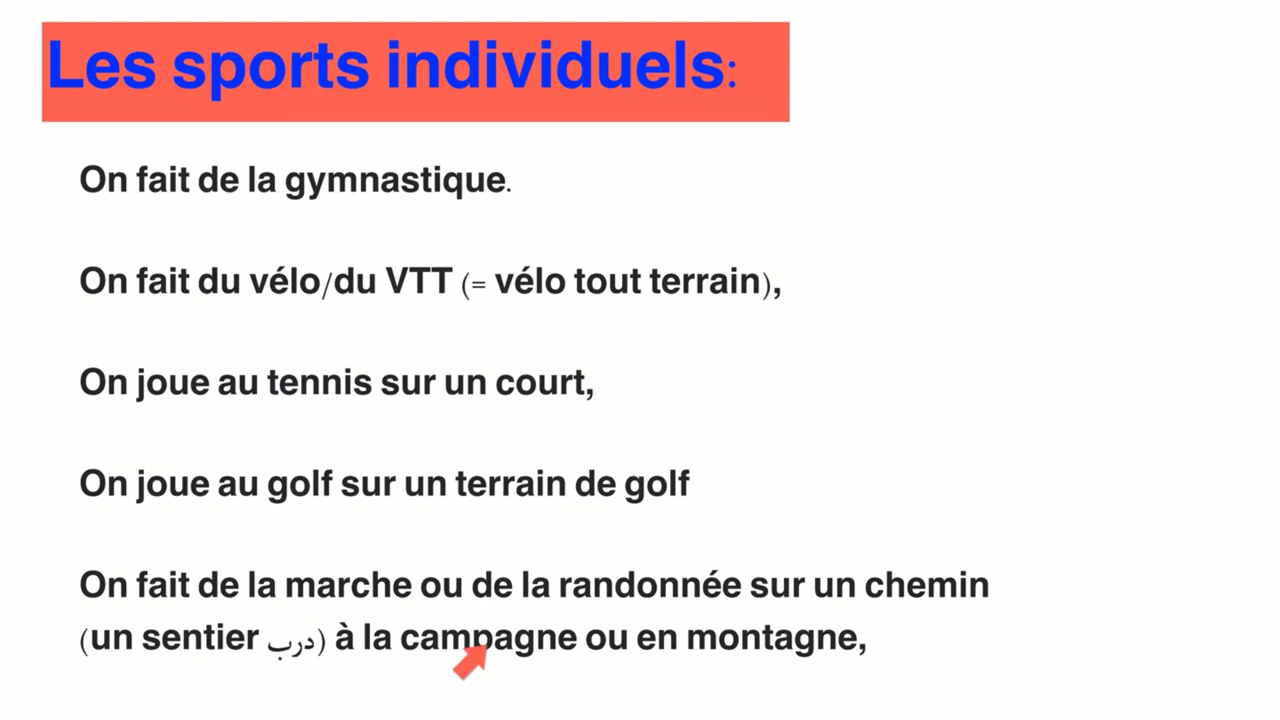 Les sports individuels:
On fait de la gymnastique.
On fait du vélo/du VTT (= vélo tout terrain),
On joue au tennis sur un court,
On joue au golf sur un terrain de golf
On fait de la marche ou de la randonnée sur un chemin
(un sentier درب) à la campagne ou en montagne,